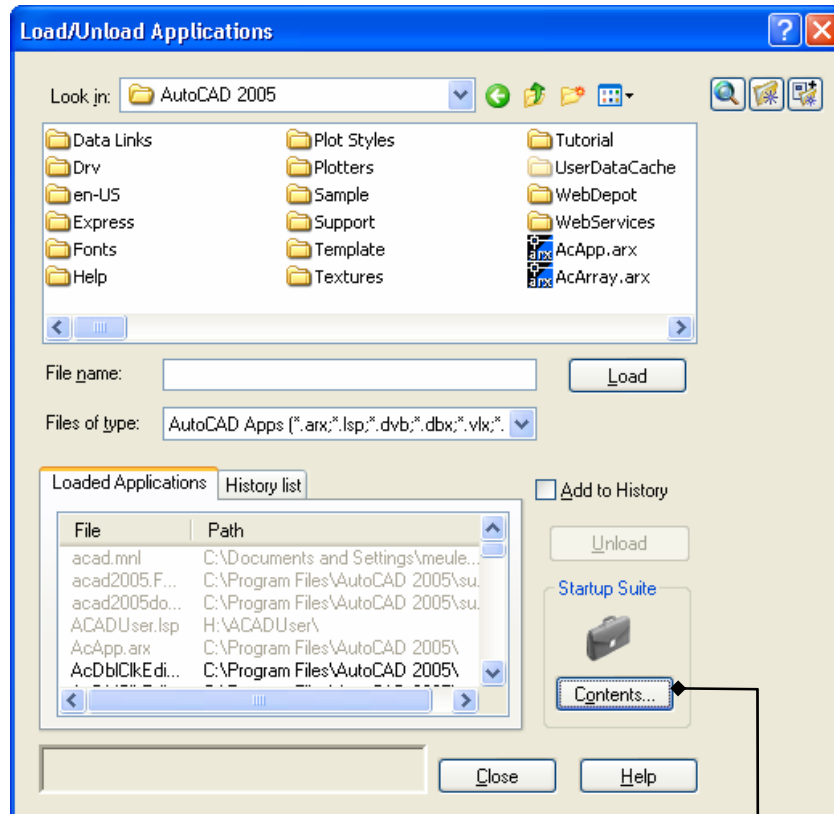 Load/Unload Applications
Look in: AutoCAD 2005
Data Links Plot Styles Tutorial
Drv Plotters UserDataCache
en-US Sample WebDepot
Express Support WebServices
Fonts Template AcApp.arx
Help Textures AcArray.arx
File name: Load
Files of type: AutoCAD Apps (*.arx;*.lsp;*.dvb;*.dbx;*.vlx;*.
Loaded Applications History list Add to History
File Path Unload
acad.mnl C:\Documents and Settings\meule...
acad2005.F... C:\Program Files\AutoCAD 2005\su.
acad2005do... C:\Program Files\AutoCAD 2005\su.
ACADUser.lsp H:\ACADUser\
AcApp.arx C:\Program Files\AutoCAD 2005\
AcDblClkEdi... C:\Program Files\AutoCAD 2005\
Startup Suite
Contents...
Close Help